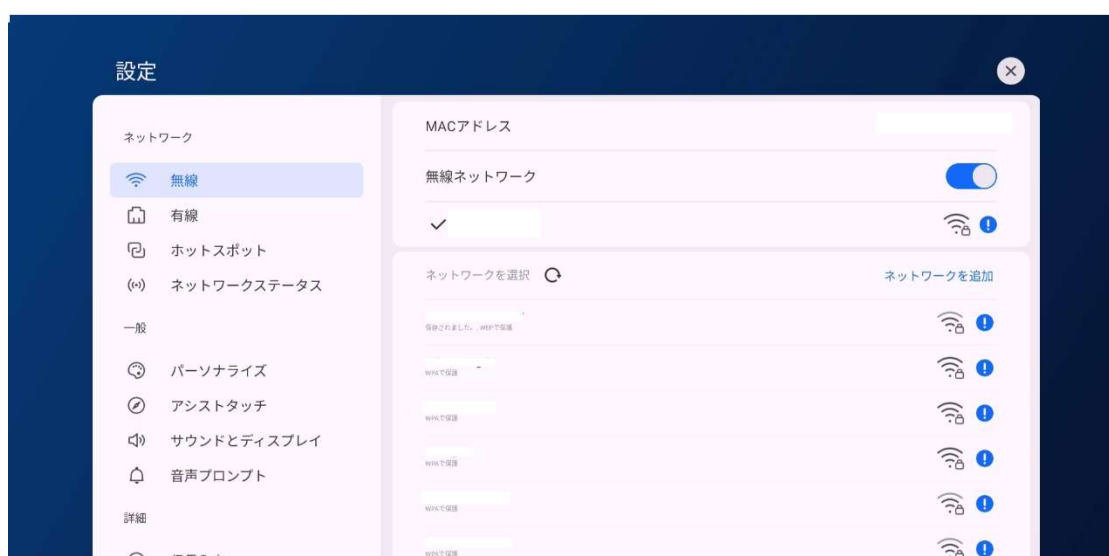 設定
ネットワーク
無線
有線
ホットスポット
ネットワークステータス
一般
パーソナライズ
アシストタッチ
サウンドとディスプレイ
音声プロンプト
詳細
MACアドレス
無線ネットワーク
ネットワークを選択
ネットワークを追加
保存されました。, WEPで保護
WPAで保護
WPAで保護
WPAで保護
WPAで保護
WPAで保護